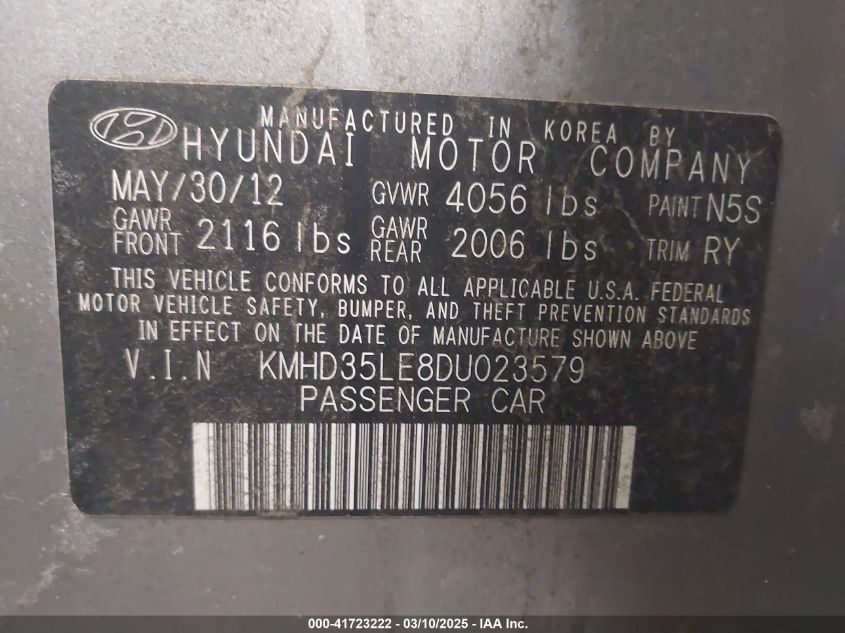 MANUFACTURED IN KOREA BY
HYUNDAI MOTOR COMPANY
MAY/30/12 GVWR 4056 lbs PAINT N5S
GAWR FRONT 2116 lbs GAWR REAR 2006 lbs TRIM RY
THIS VEHICLE CONFORMS TO ALL APPLICABLE U.S.A. FEDERAL
MOTOR VEHICLE SAFETY, BUMPER, AND THEFT PREVENTION STANDARDS
IN EFFECT ON THE DATE OF MANUFACTURE SHOWN ABOVE
V.I.N KMHD35LE8DU023579
PASSENGER CAR
000-41723222 — 03/10/2025 — IAA Inc.